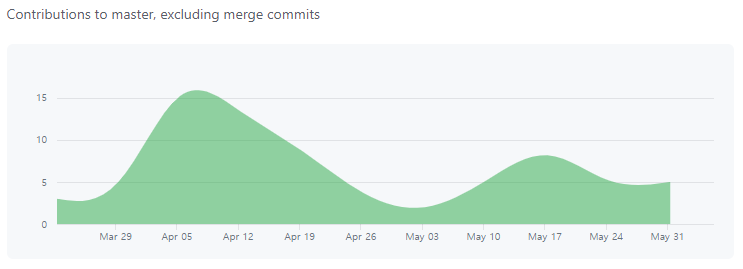 Contributions to master, excluding merge commits
15
10
5
0
Mar 29 Apr 05 Apr 12 Apr 19 Apr 26 May 03 May 10 May 17 May 24 May 31